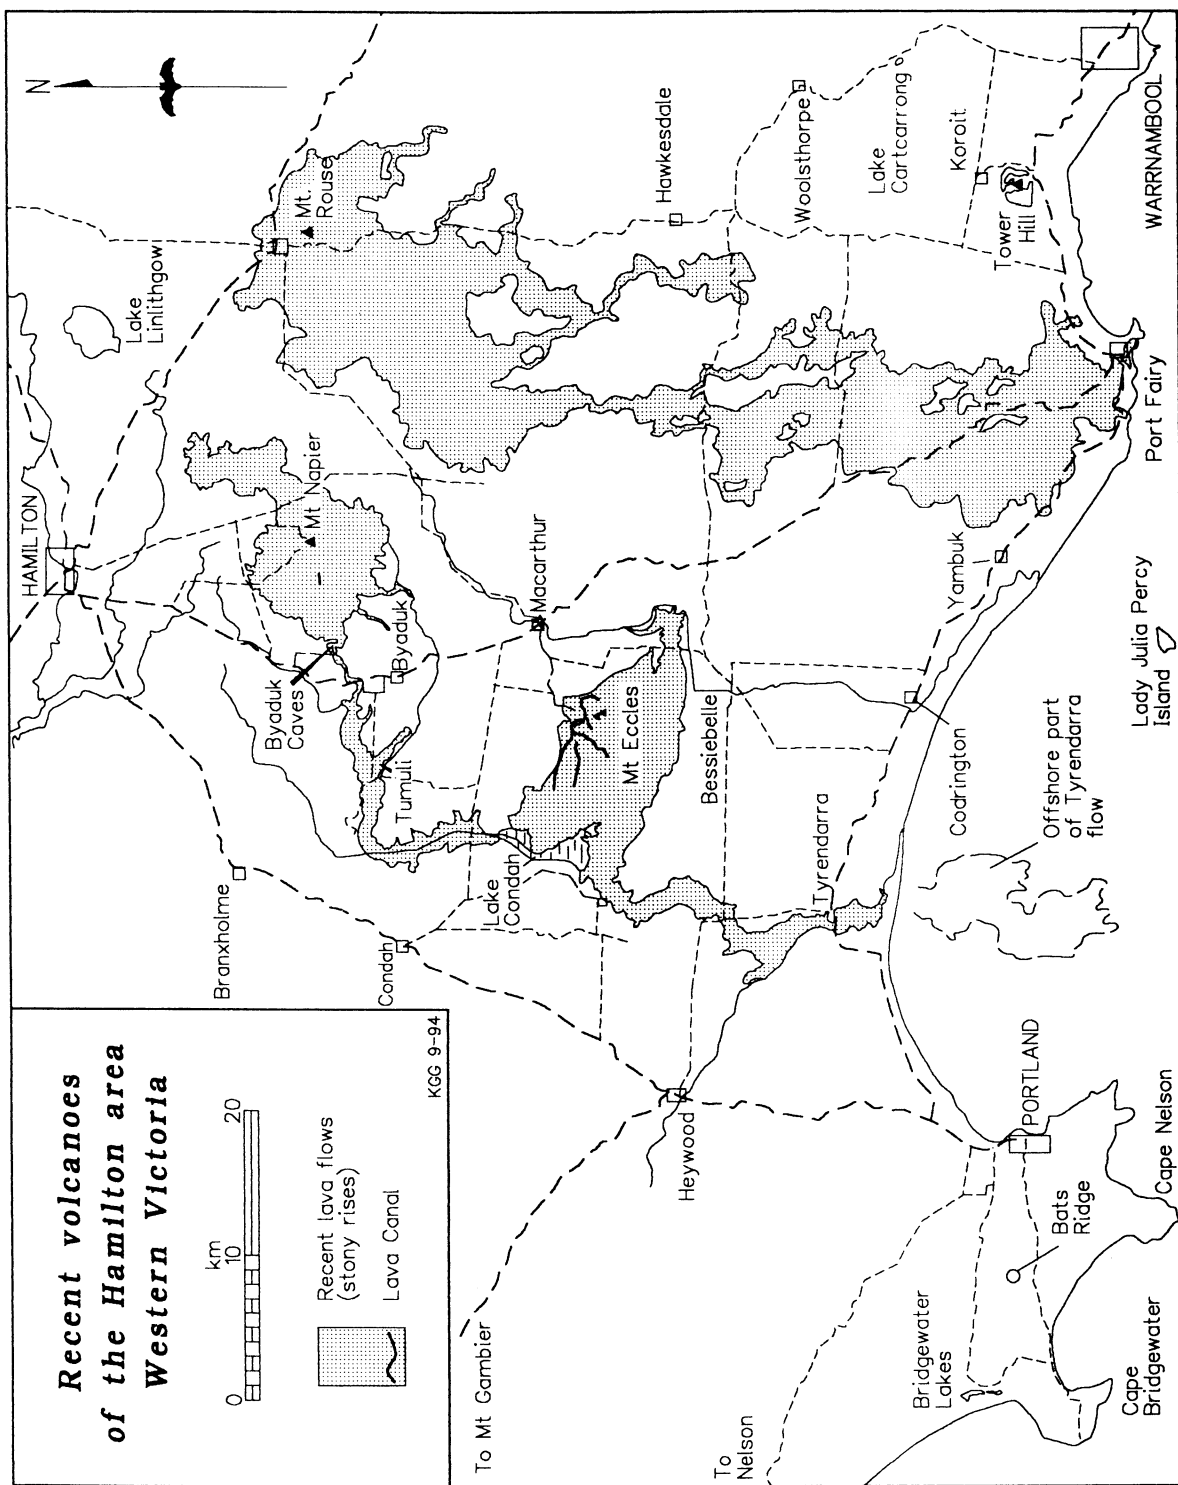 Recent volcanoes
of the Hamilton area
Western Victoria
km
0 10 20
Recent lava flows
(stony rises)
Lava Canal
KGG 9-94
N
HAMILTON
Lake
Linlithgow
Mt.
Rouse
Mt Napier
Branxholme
Byaduk
Caves
Byaduk
Condah
Tumuli
Macarthur
Hawkesdale
Woolsthorpe
Lake
Cartcarrong
Koroit
Tower
Hill
WARRNAMBOOL
Lake
Condah
Mt Eccles
Bessiebelle
Heywood
Tyrendarra
Codrington
Yambuk
Port Fairy
Lady Julia Percy
Island
Offshore part
of Tyrendarra
flow
To Mt Gambier
To
Nelson
Bridgewater
Lakes
PORTLAND
Bats
Ridge
Cape Nelson
Cape
Bridgewater